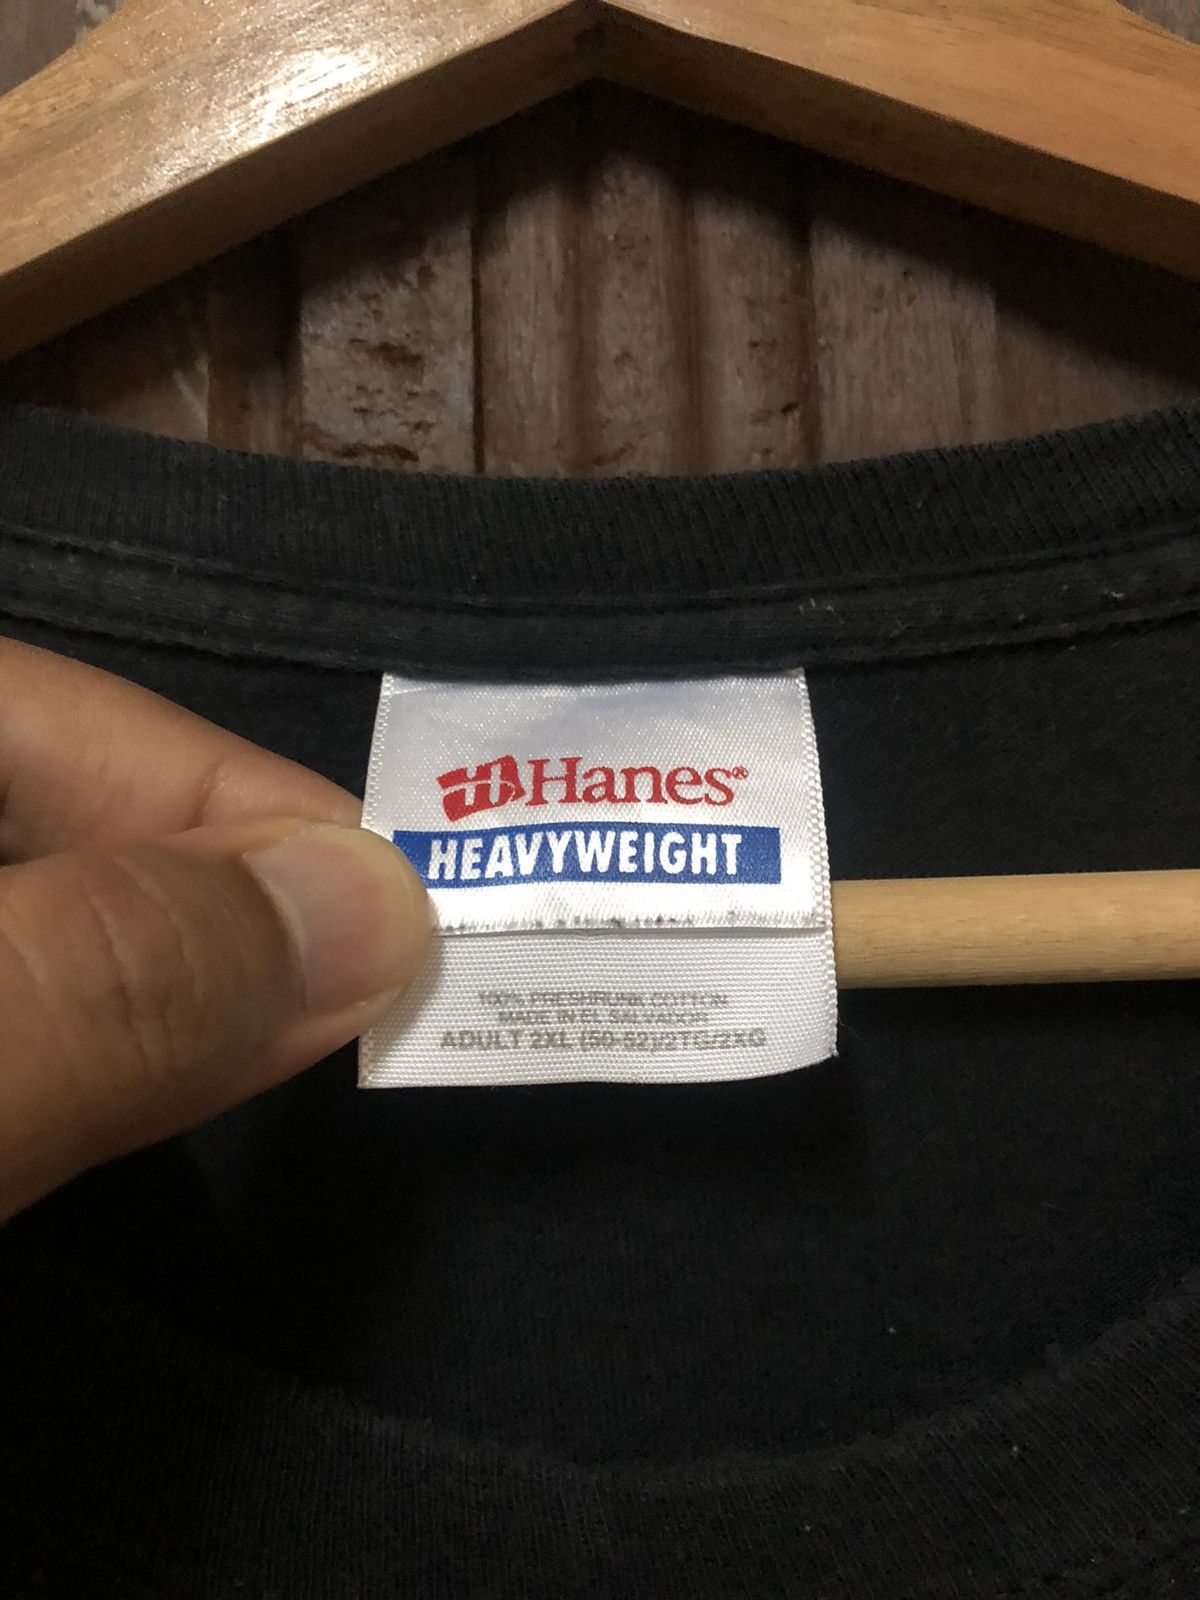 Hanes®
HEAVYWEIGHT
100% PRESHRUNK COTTON
MADE IN EL SALVADOR
ADULT 2XL (50-52)/2TG/2XG